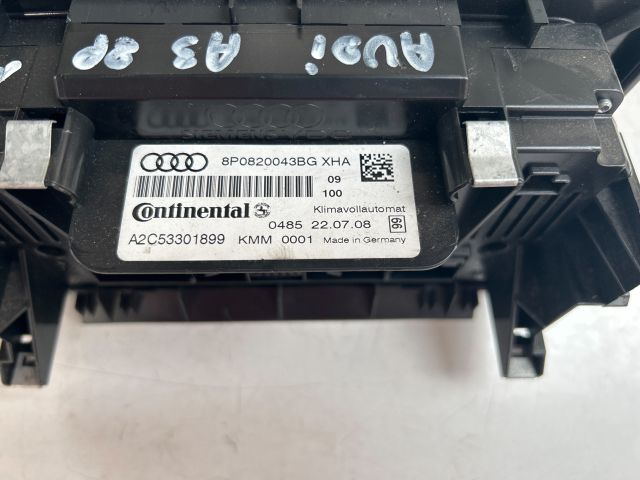 AUDI A3 8P
8P0820043BG XHA
09
100
Continental
Klimavollautomat
0485 22.07.08
66
A2C53301899 KMM 0001 Made in Germany